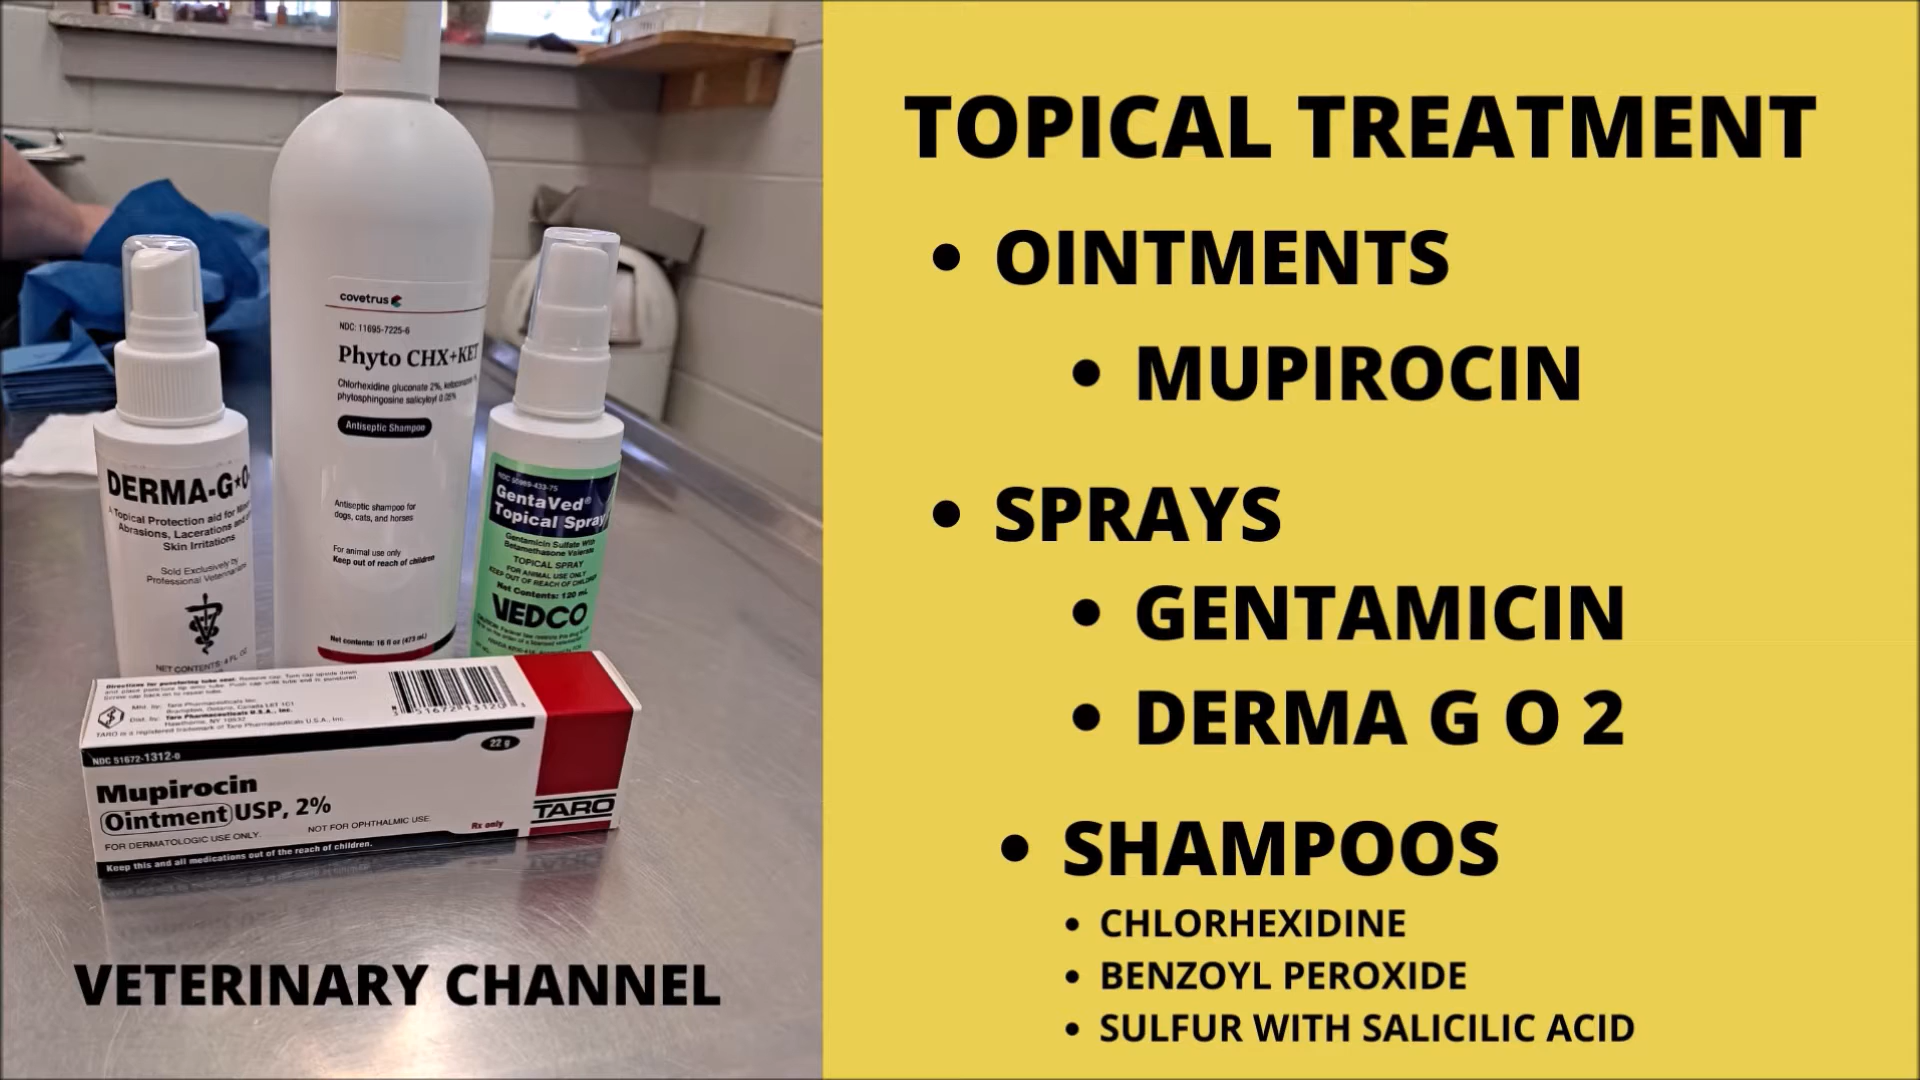 covetrus
NDC: 11695-7225-6
Phyto CHX+KET
Chlorhexidine gluconate 2%, ketoconazole
phytosphingosine salicyloyl 0.05%
Antiseptic Shampoo
Antiseptic shampoo for
dogs, cats, and horses
For animal use only
Keep out of reach of children
Net contents: 16 fl oz (473 mL)
DERMA-G*O
A Topical Protection aid for
Abrasions, Lacerations and
Skin Irritations
Sold Exclusively by
Professional Veterinarians
NET CONTENTS: 4 FL OZ
GentaVed®
Topical Spray
Gentamicin Sulfate With
Betamethasone Valerate
TOPICAL SPRAY
FOR ANIMAL USE ONLY
KEEP OUT OF REACH OF CHILDREN
Net Contents: 120 mL
VEDCO
NDC 51672-1312-0
22 g
Mupirocin
Ointment USP, 2%
FOR DERMATOLOGIC USE ONLY. NOT FOR OPHTHALMIC USE.
Rx only
TARO
Keep this and all medications out of the reach of children.
VETERINARY CHANNEL
TOPICAL TREATMENT
• OINTMENTS
• MUPIROCIN
• SPRAYS
• GENTAMICIN
• DERMA G O 2
• SHAMPOOS
• CHLORHEXIDINE
• BENZOYL PEROXIDE
• SULFUR WITH SALICILIC ACID